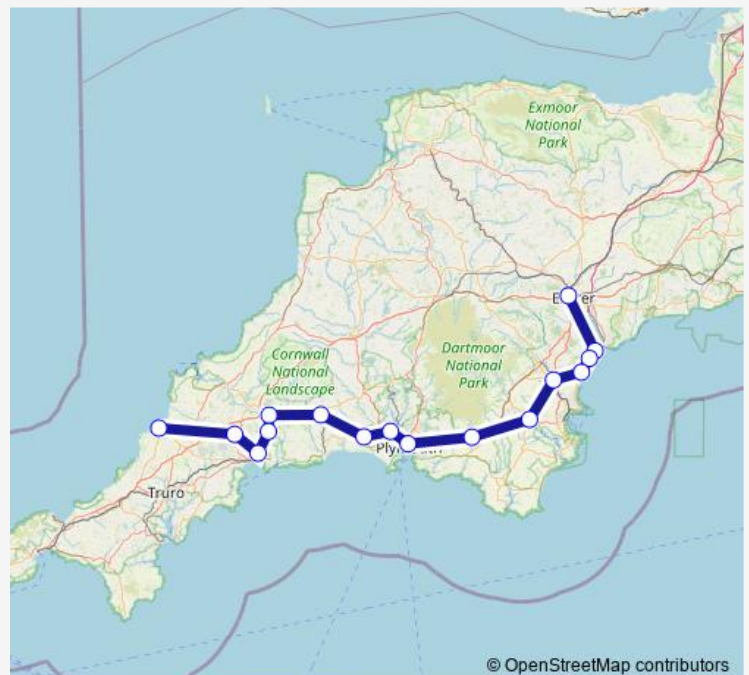 Exmoor
National
Park
Dartmoor
National
Park
Cornwall
National
Landscape
Truro
© OpenStreetMap contributors